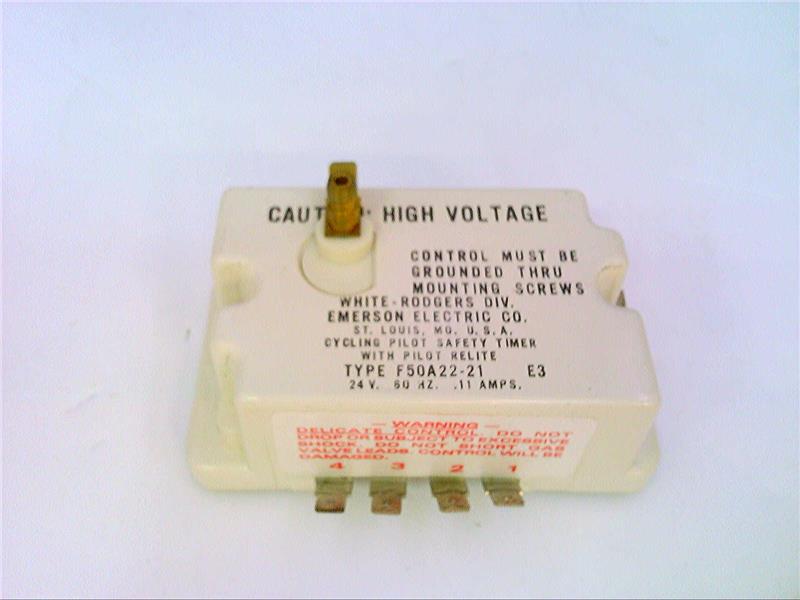 CAUTION: HIGH VOLTAGE
CONTROL MUST BE
GROUNDED THRU
MOUNTING SCREWS
WHITE-RODGERS DIV.
EMERSON ELECTRIC CO.
ST. LOUIS, MO. U.S.A.
CYCLING PILOT SAFETY TIMER
WITH PILOT RELITE
TYPE F50A22-21 E3
24 V. 60 HZ. .11 AMPS.
— WARNING —
DELICATE CONTROL. DO NOT
DROP OR SUBJECT TO EXCESSIVE
SHOCK. DO NOT SHORT GAS
VALVE LEADS. CONTROL WILL BE
DAMAGED.
4 3 2 1